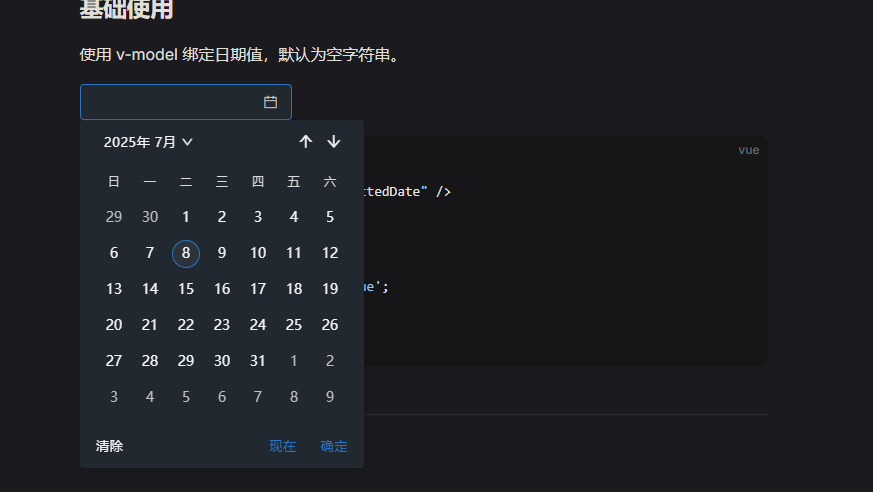 基础使用
使用 v-model 绑定日期值，默认为空字符串。
2025年 7月
vue
日 一 二 三 四 五 六
ctedDate" />
29 30 1 2 3 4 5
6 7 8 9 10 11 12
13 14 15 16 17 18 19
ue';
20 21 22 23 24 25 26
27 28 29 30 31 1 2
3 4 5 6 7 8 9
清除 现在 确定